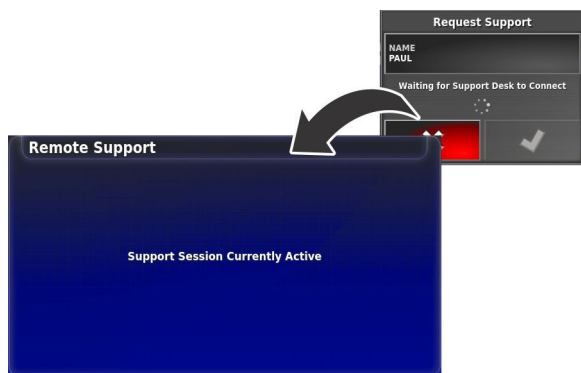 Request Support
NAME
PAUL
Waiting for Support Desk to Connect
Remote Support
Support Session Currently Active